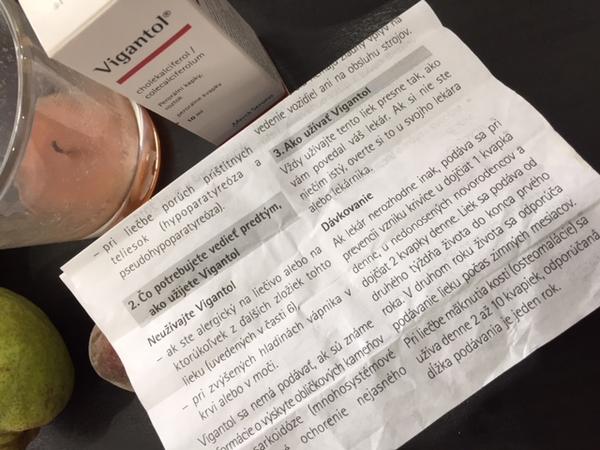 Vigantol®
cholekalciferol /
colecalciferolum
Perorálne kvapky
10 ml
Merck Serono
– pri liečbe porúch prištítnych
teliesok (hypoparatyreóza a
pseudohypoparatyreóza).
2. Čo potrebujete vedieť predtým,
ako užijete Vigantol
Neužívajte Vigantol
– ak ste alergický na liečivo alebo na
ktorúkoľvek z ďalších zložiek tohto
lieku (uvedených v časti 6).
– pri zvýšených hladinách vápnika v
krvi alebo v moči.
Vigantol sa nemá podávať, ak sú známe
informácie o výskyte obličkových kameňov
sarkoidóze (mnohosystémové
ochorenie nejasného
žiadny vplyv na
vedenie vozidiel ani na obsluhu strojov.
3. Ako užívať Vigantol
Vždy užívajte tento liek presne tak, ako
vám povedal váš lekár. Ak si nie ste
niečím istý, overte si to u svojho lekára
alebo lekárnika.
Dávkovanie
Ak lekár nerozhodne inak, podáva sa pri
prevencii vzniku krivice u dojčiat 1 kvapka
denne, u nedonosených novorodencov a
dojčiat 2 kvapky denne. Liek sa podáva od
druhého týždňa života do konca prvého
roka. V druhom roku života sa odporúča
podávanie lieku počas zimných mesiacov.
Pri liečbe mäknutia kostí (osteomalácie) sa
užíva denne 2 až 10 kvapiek, odporúčaná
dĺžka podávania je jeden rok.